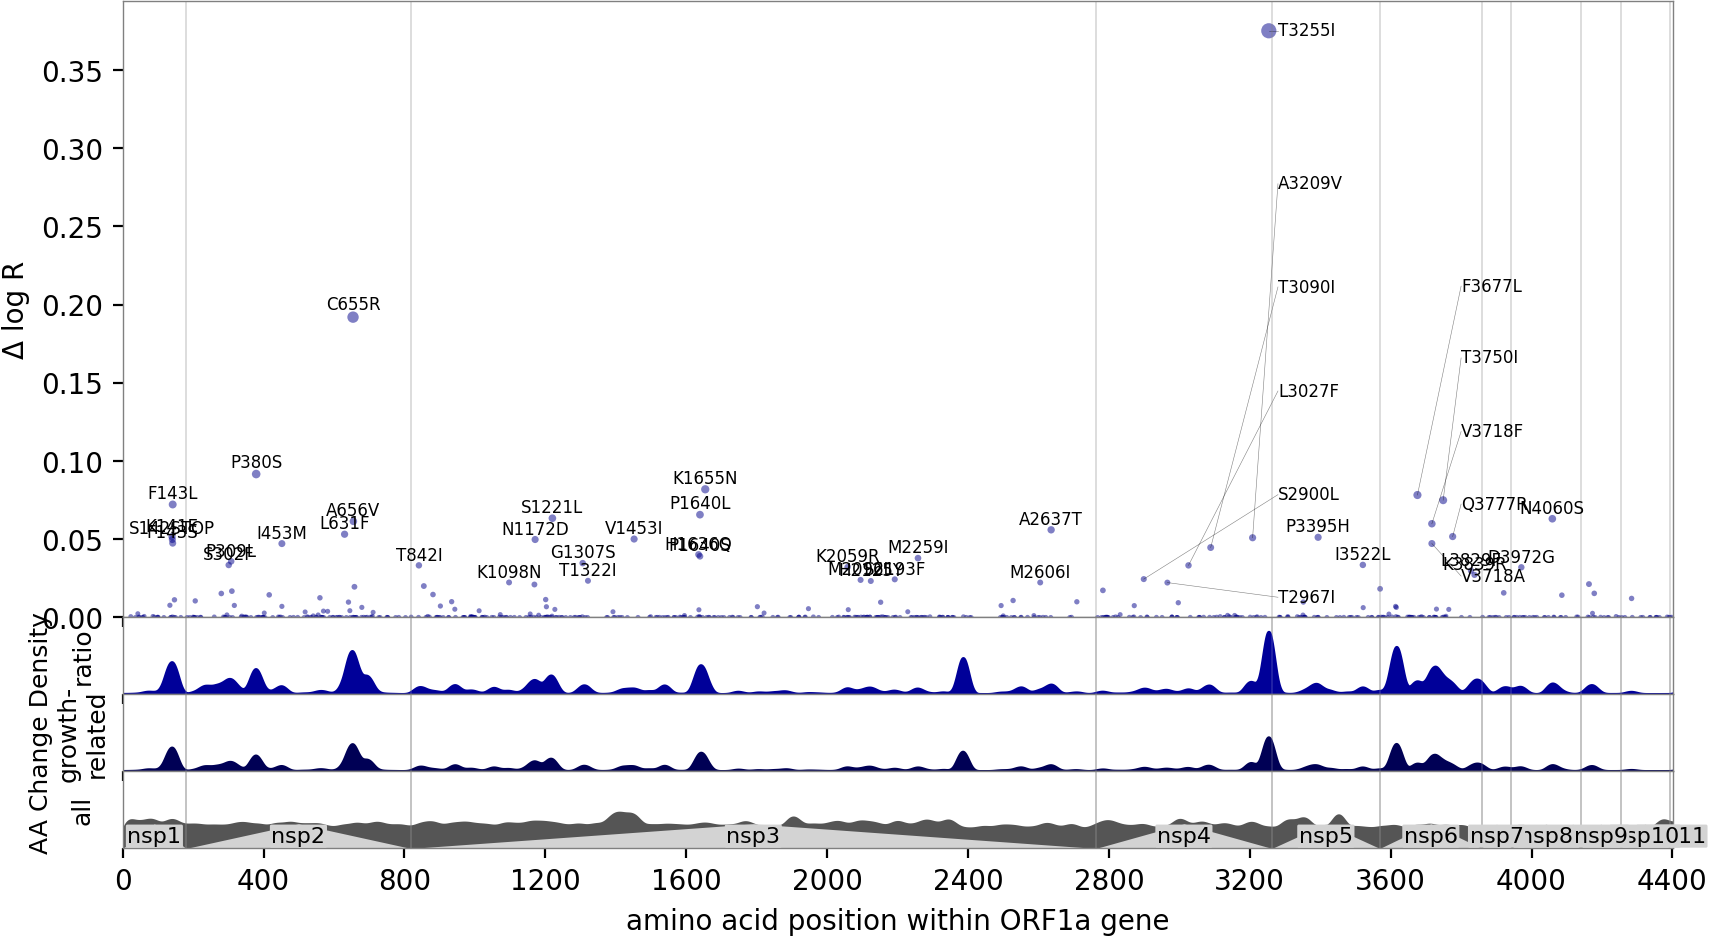 T3255I
0.35
0.30
A3209V
0.25
T3090I
F3677L
0.20
C655R
T3750I
Δ log R
0.15
L3027F
V3718F
0.10
P380S
K1655N
S2900L
F143L
P1640L
Q3777R
A656V
S1221L
N4060S
L631F
A2637T
N1172D
V1453I
P3395H
0.05
I453M
G1307S
M2259I
I3522L
D3972G
P309L
S302F
T842I
K2059R
K1098N
T1322I
M2606I
V3718A
T2967I
0.00
AA Change Density
ratio
growth-
related
all
nsp1 nsp2 nsp3 nsp4 nsp5 nsp6 nsp7 nsp9
0 400 800 1200 1600 2000 2400 2800 3200 3600 4000 4400
amino acid position within ORF1a gene